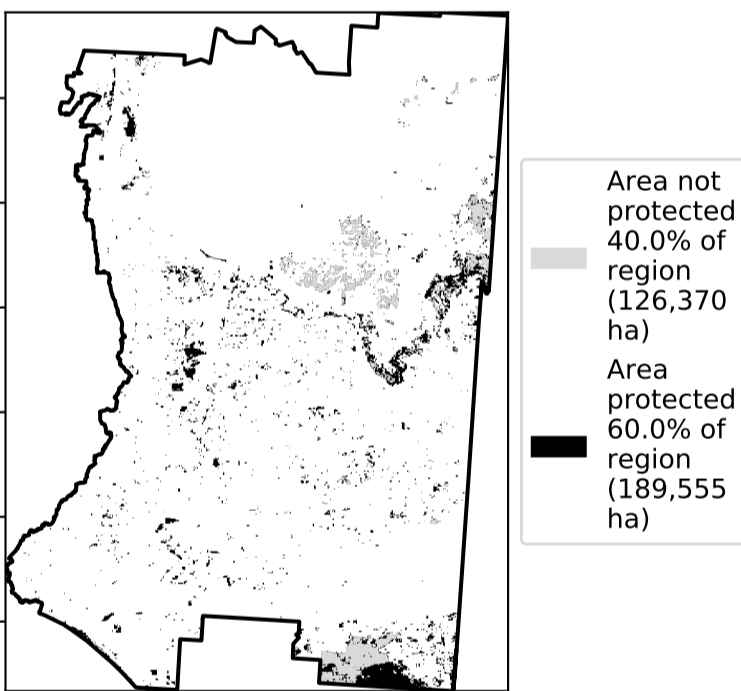 Area not
protected
40.0% of
region
(126,370
ha)
Area
protected
60.0% of
region
(189,555
ha)